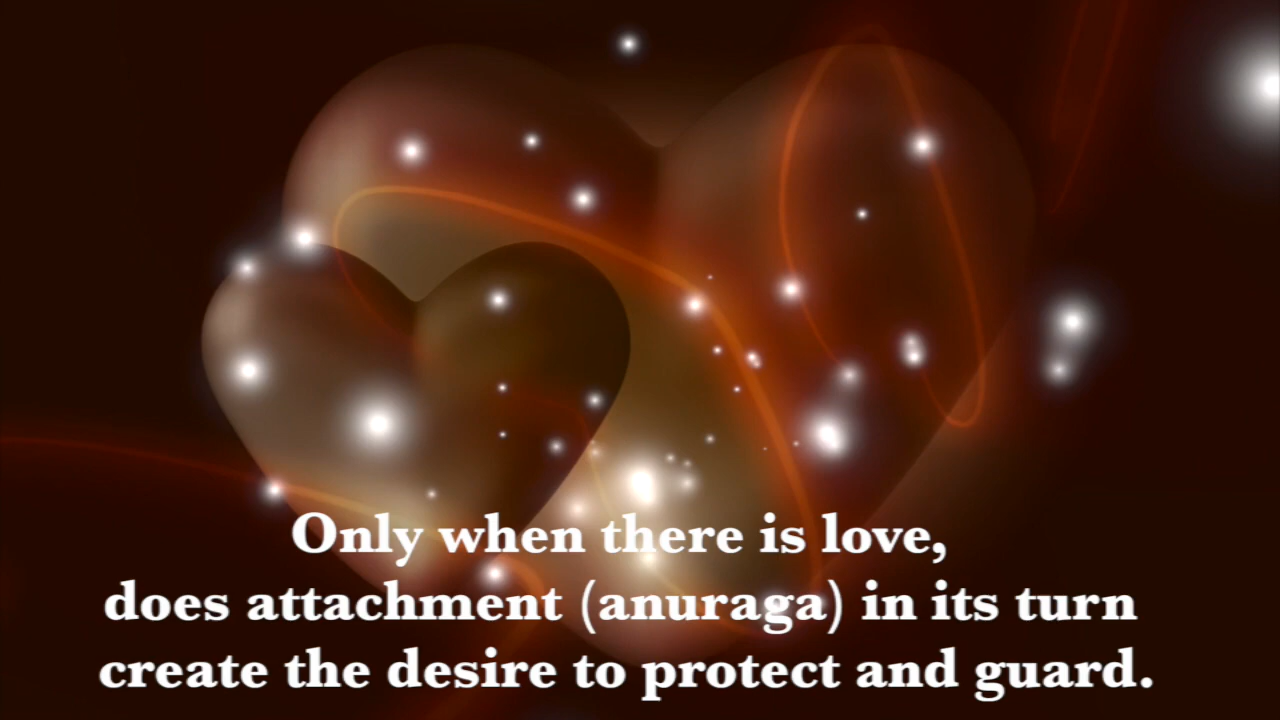 Only when there is love,
does attachment (anuraga) in its turn
create the desire to protect and guard.